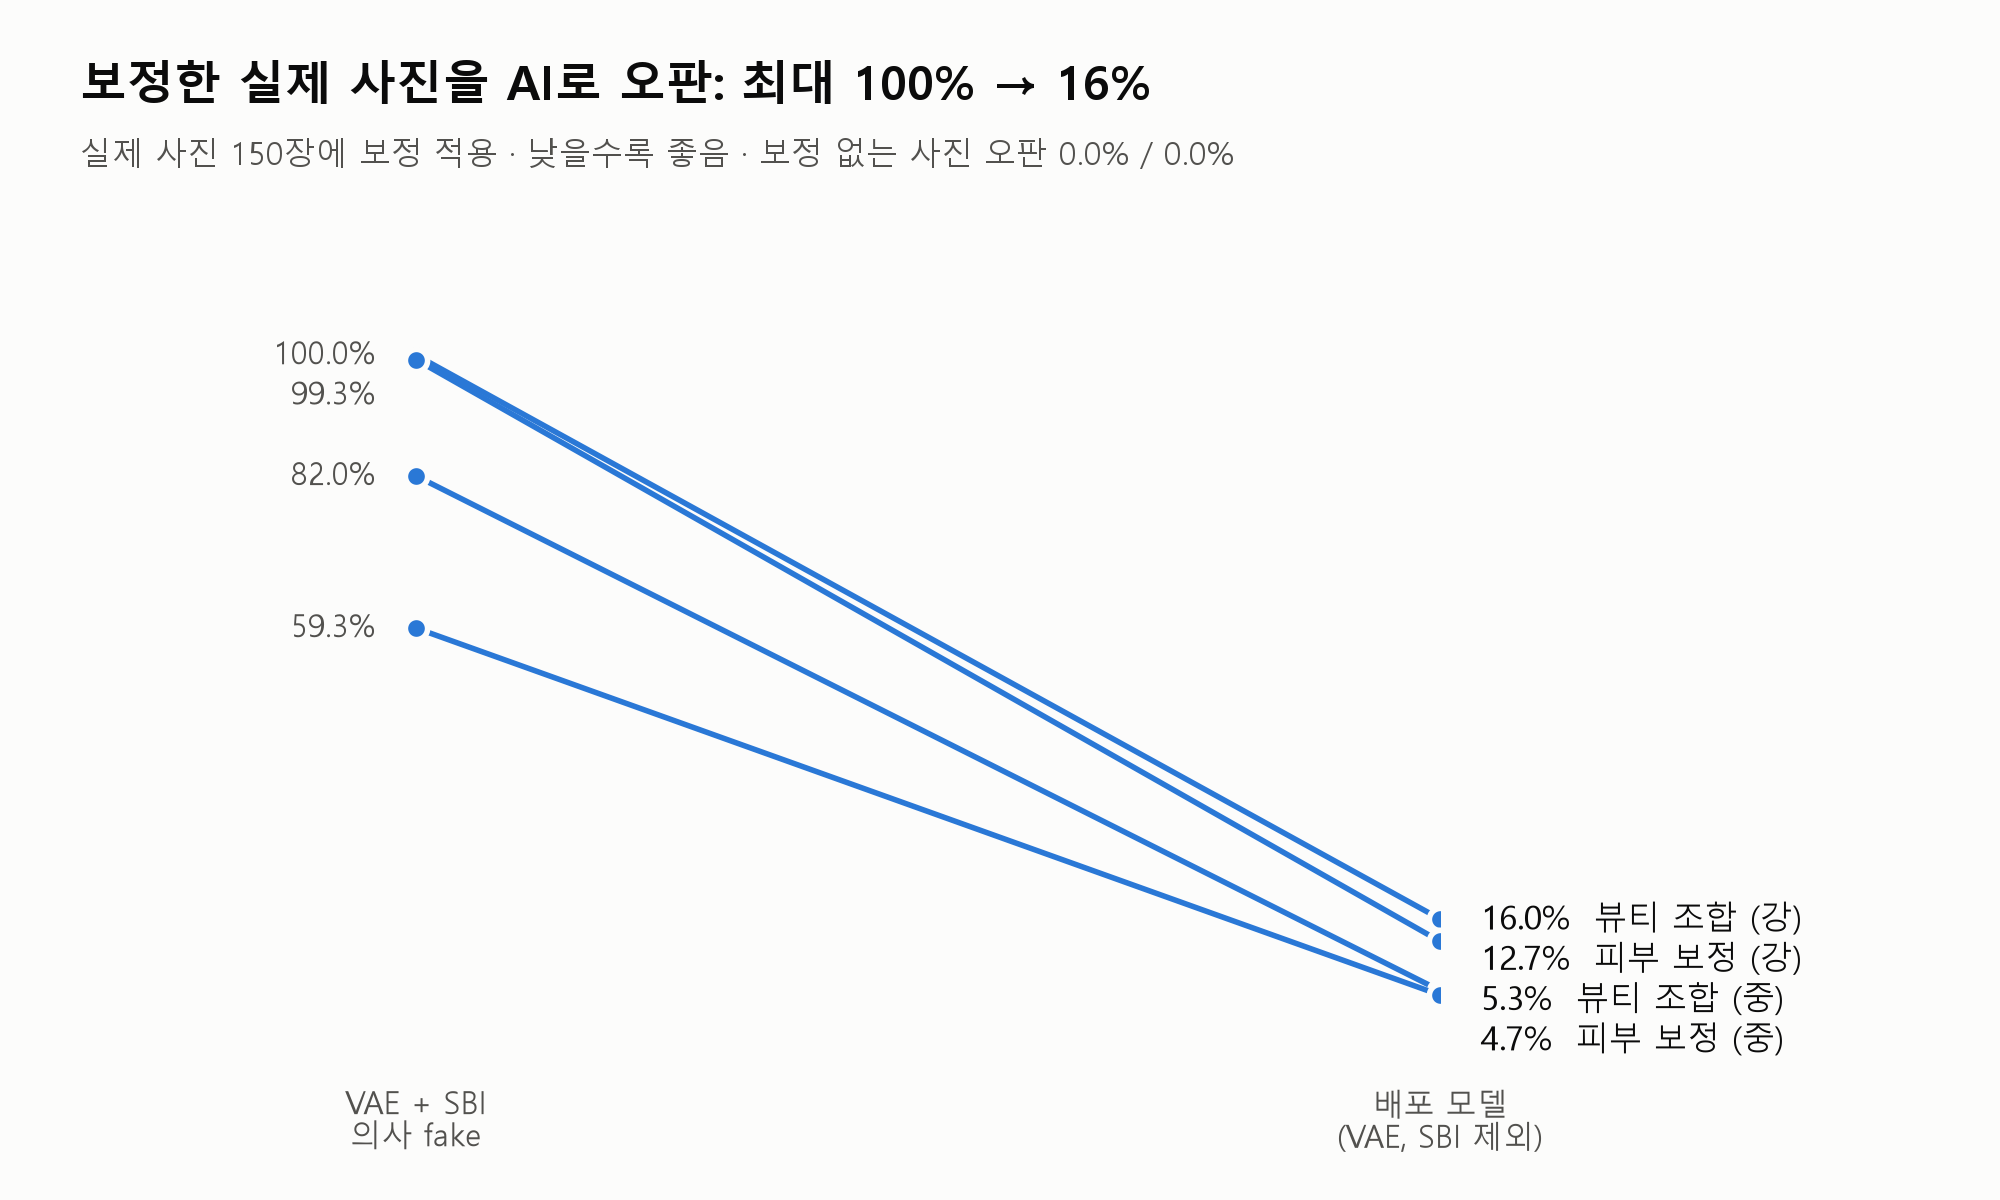 보정한 실제 사진을 AI로 오판: 최대 100% → 16%
실제 사진 150장에 보정 적용 · 낮을수록 좋음 · 보정 없는 사진 오판 0.0% / 0.0%
100.0%
99.3%
82.0%
59.3%
16.0% 뷰티 조합 (강)
12.7% 피부 보정 (강)
5.3% 뷰티 조합 (중)
4.7% 피부 보정 (중)
VAE + SBI
의사 fake
배포 모델
(VAE, SBI 제외)